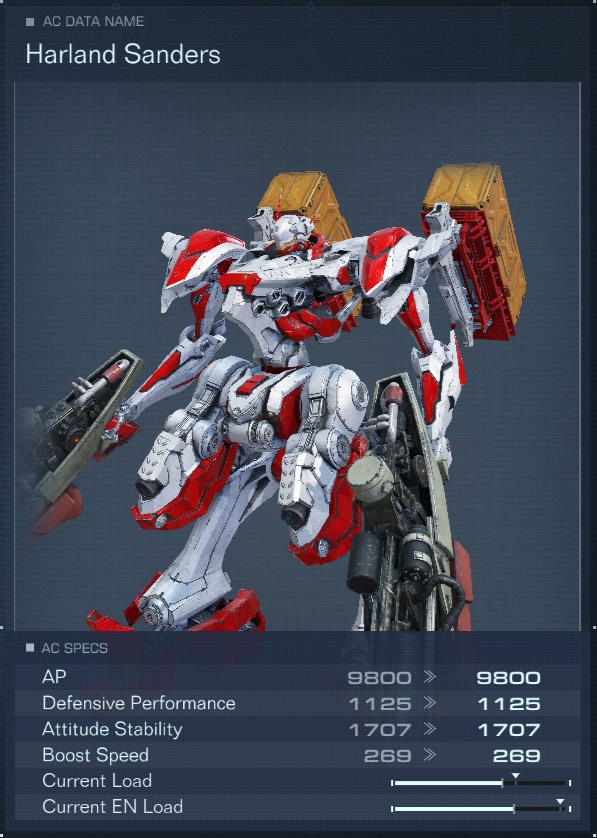 AC DATA NAME
Harland Sanders
AC SPECS
AP 9800 9800
Defensive Performance 1125 1125
Attitude Stability 1707 1707
Boost Speed 269 269
Current Load
Current EN Load